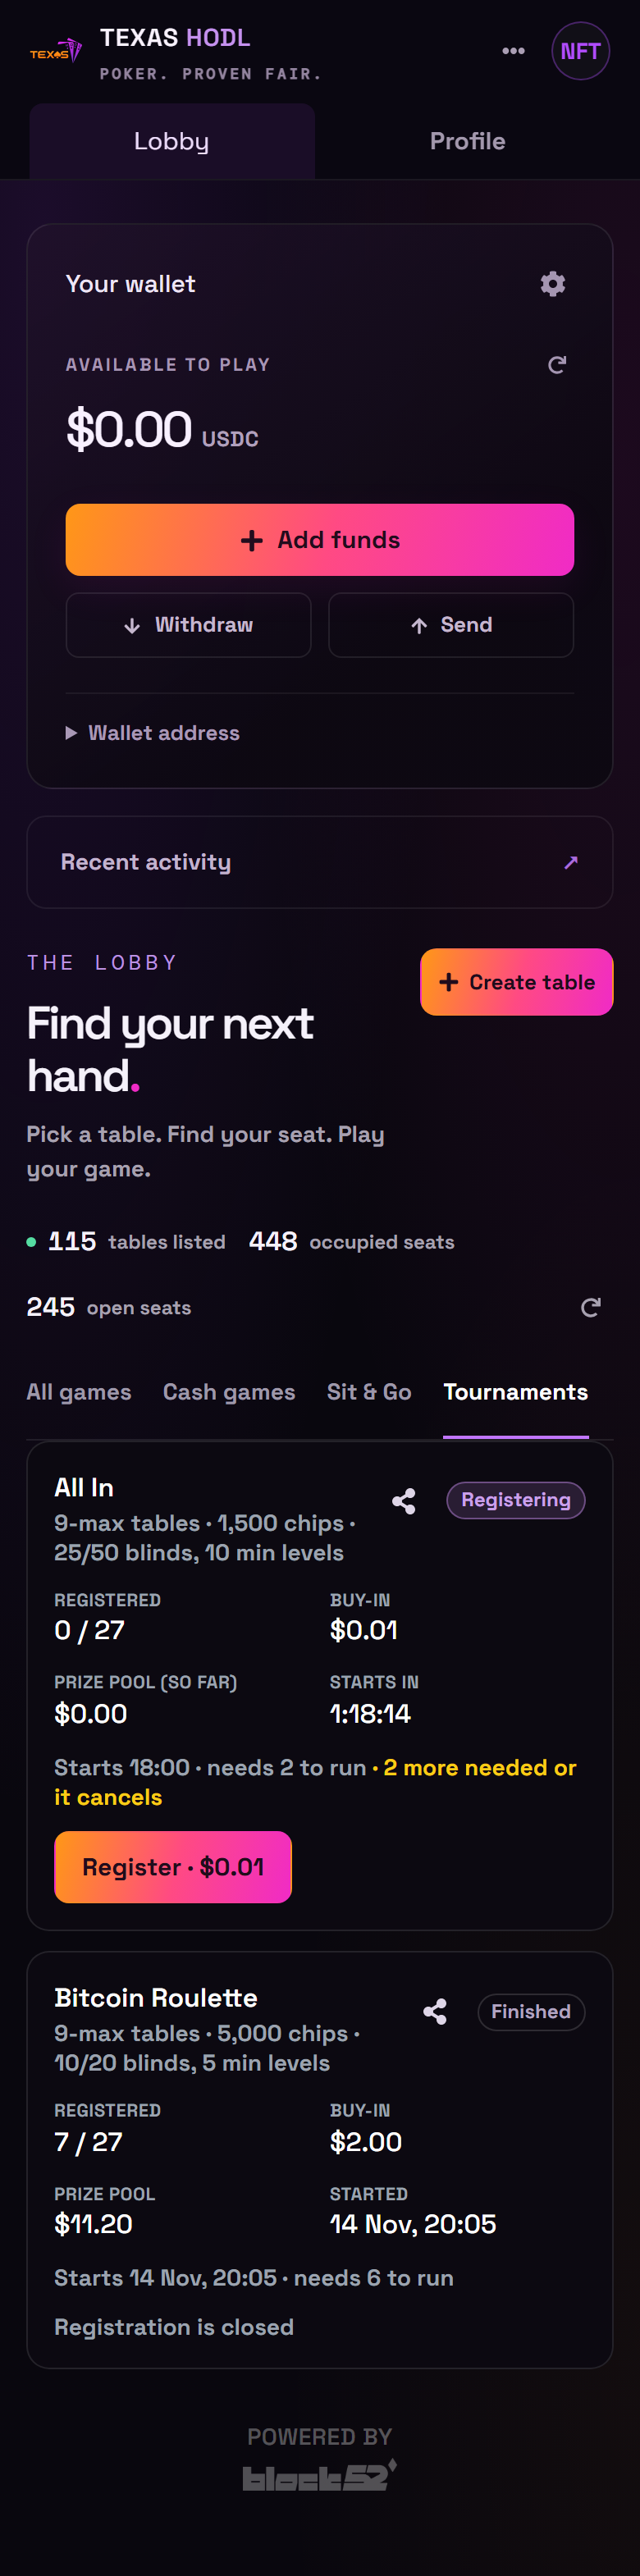 TEXAS
TEXAS HODL
POKER. PROVEN FAIR.
NFT
Lobby
Profile
Your wallet
AVAILABLE TO PLAY
$0.00 USDC
Add funds
Withdraw
Send
Wallet address
Recent activity
THE LOBBY
Create table
Find your next
hand.
Pick a table. Find your seat. Play
your game.
115 tables listed 448 occupied seats
245 open seats
All games Cash games Sit & Go Tournaments
All In
Registering
9-max tables · 1,500 chips ·
25/50 blinds, 10 min levels
REGISTERED BUY-IN
0 / 27 $0.01
PRIZE POOL (SO FAR) STARTS IN
$0.00 1:18:14
Starts 18:00 · needs 2 to run · 2 more needed or
it cancels
Register · $0.01
Bitcoin Roulette
Finished
9-max tables · 5,000 chips ·
10/20 blinds, 5 min levels
REGISTERED BUY-IN
7 / 27 $2.00
PRIZE POOL STARTED
$11.20 14 Nov, 20:05
Starts 14 Nov, 20:05 · needs 6 to run
Registration is closed
POWERED BY
block52